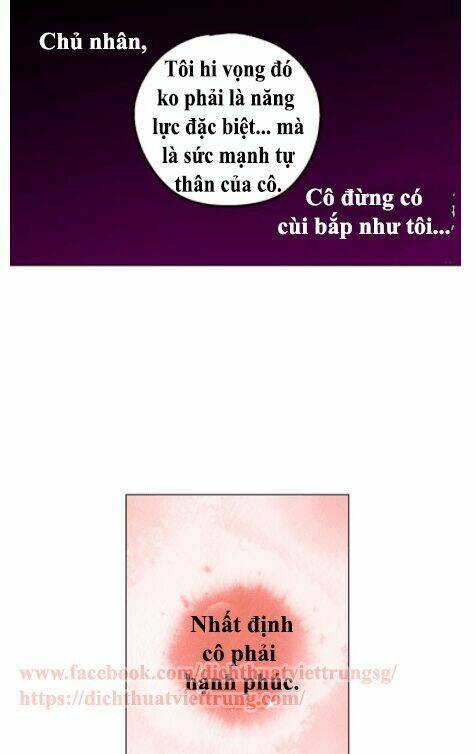 Chủ nhân,
Tôi hi vọng đó
ko phải là năng
lực đặc biệt... mà
là sức mạnh tự
thân của cô.
Cô đừng có
cùi bắp như tôi...
Nhất định
cô phải
hạnh phúc.
www.facebook.com/dichthuatviettrungsg/
https://dichthuatviettrung.com/